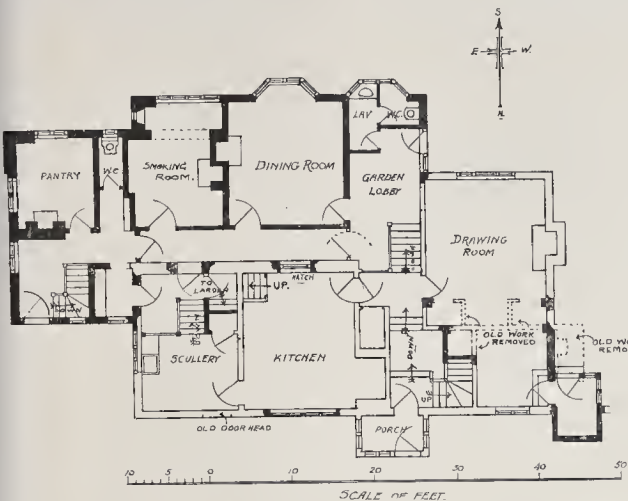 S
E W.
N
LAV
W.C.
PANTRY
W.C
SMOKING
ROOM.
DINING ROOM
GARDEN
LOBBY
DRAWING
ROOM
HATCH
TO
LARDER
UP.
DOWN
SCULLERY
KITCHEN
DOWN
UP
OLD WORK
REMOVED
OLD WO
REMO
OLD DOOR HEAD
PORCH
10 5 0 10 20 30 40 50
SCALE OF FEET.